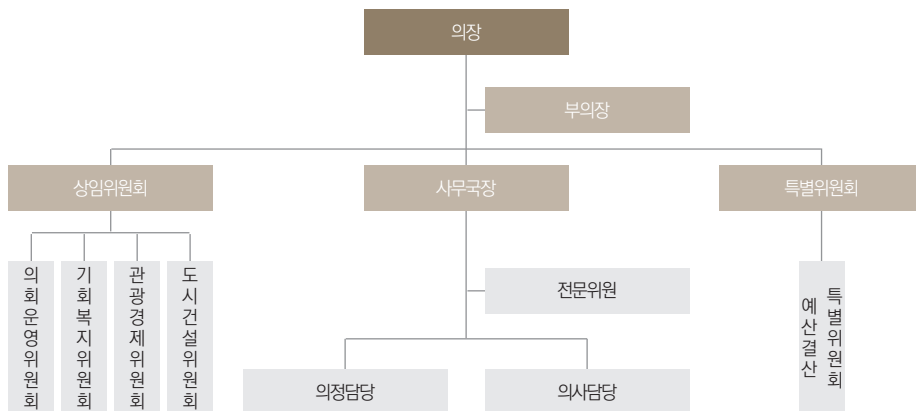 의장
부의장
상임위원회
사무국장
특별위원회
의회운영위원회
기획복지위원회
관광경제위원회
도시건설위원회
전문위원
예산결산
특별위원회
의정담당
의사담당